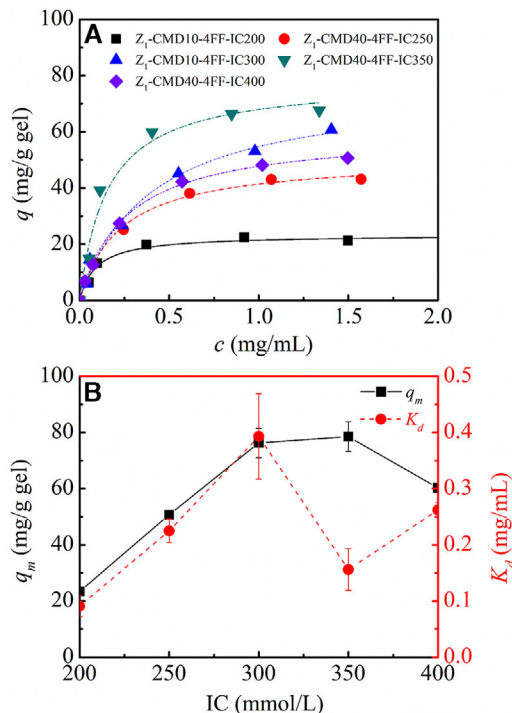 A
Z1-CMD10-4FF-IC200 Z1-CMD40-4FF-IC250
Z1-CMD10-4FF-IC300 Z1-CMD40-4FF-IC350
Z1-CMD40-4FF-IC400
100
80
60
40
20
0
q (mg/g gel)
0.0 0.5 1.0 1.5 2.0
c (mg/mL)
B
qm
Kd
100
80
60
40
20
0
qm (mg/g gel)
0.5
0.4
0.3
0.2
0.1
0.0
Kd (mg/mL)
200 250 300 350 400
IC (mmol/L)